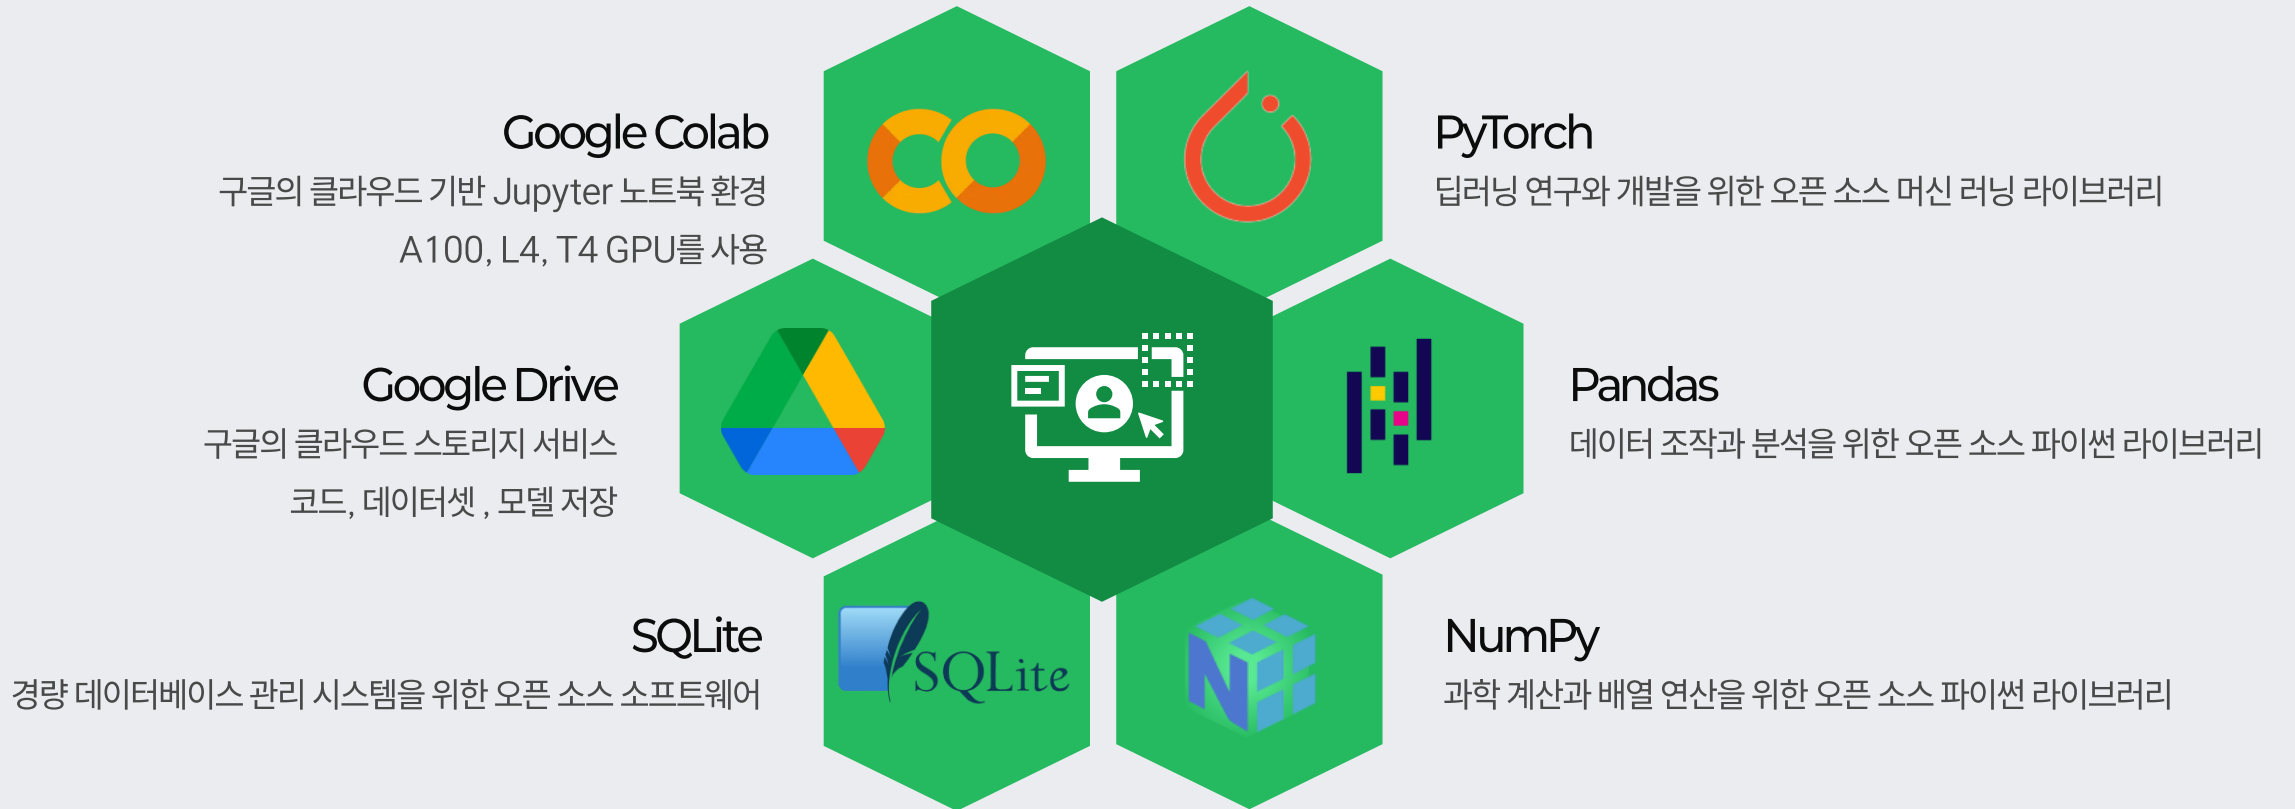 Google Colab
구글의 클라우드 기반 Jupyter 노트북 환경
A100, L4, T4 GPU를 사용
PyTorch
딥러닝 연구와 개발을 위한 오픈 소스 머신 러닝 라이브러리
Google Drive
구글의 클라우드 스토리지 서비스
코드, 데이터셋 , 모델 저장
Pandas
데이터 조작과 분석을 위한 오픈 소스 파이썬 라이브러리
SQLite
경량 데이터베이스 관리 시스템을 위한 오픈 소스 소프트웨어
SQLite
NumPy
과학 계산과 배열 연산을 위한 오픈 소스 파이썬 라이브러리